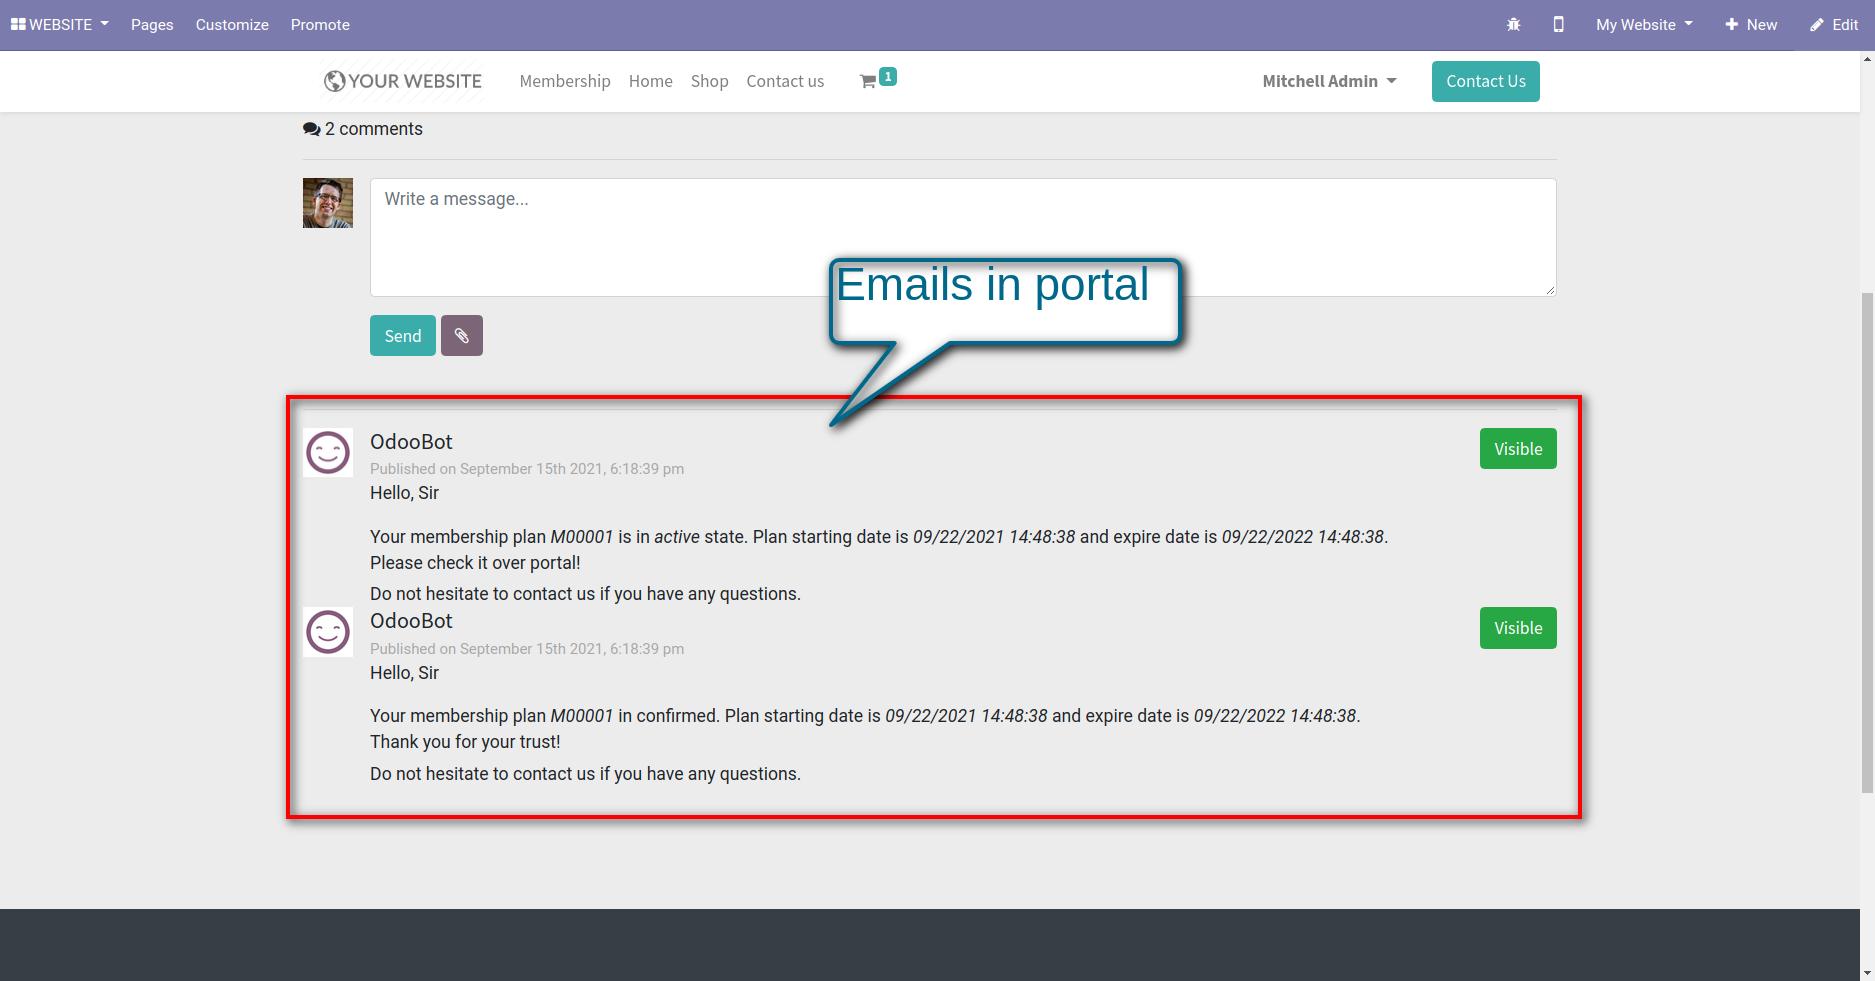 WEBSITE Pages Customize Promote My Website New Edit
YOUR WEBSITE Membership Home Shop Contact us 1 Mitchell Admin Contact Us
2 comments
Write a message...
Emails in portal
Send
OdooBot Visible
Published on September 15th 2021, 6:18:39 pm
Hello, Sir
Your membership plan M00001 is in active state. Plan starting date is 09/22/2021 14:48:38 and expire date is 09/22/2022 14:48:38.
Please check it over portal!
Do not hesitate to contact us if you have any questions.
OdooBot Visible
Published on September 15th 2021, 6:18:39 pm
Hello, Sir
Your membership plan M00001 in confirmed. Plan starting date is 09/22/2021 14:48:38 and expire date is 09/22/2022 14:48:38.
Thank you for your trust!
Do not hesitate to contact us if you have any questions.